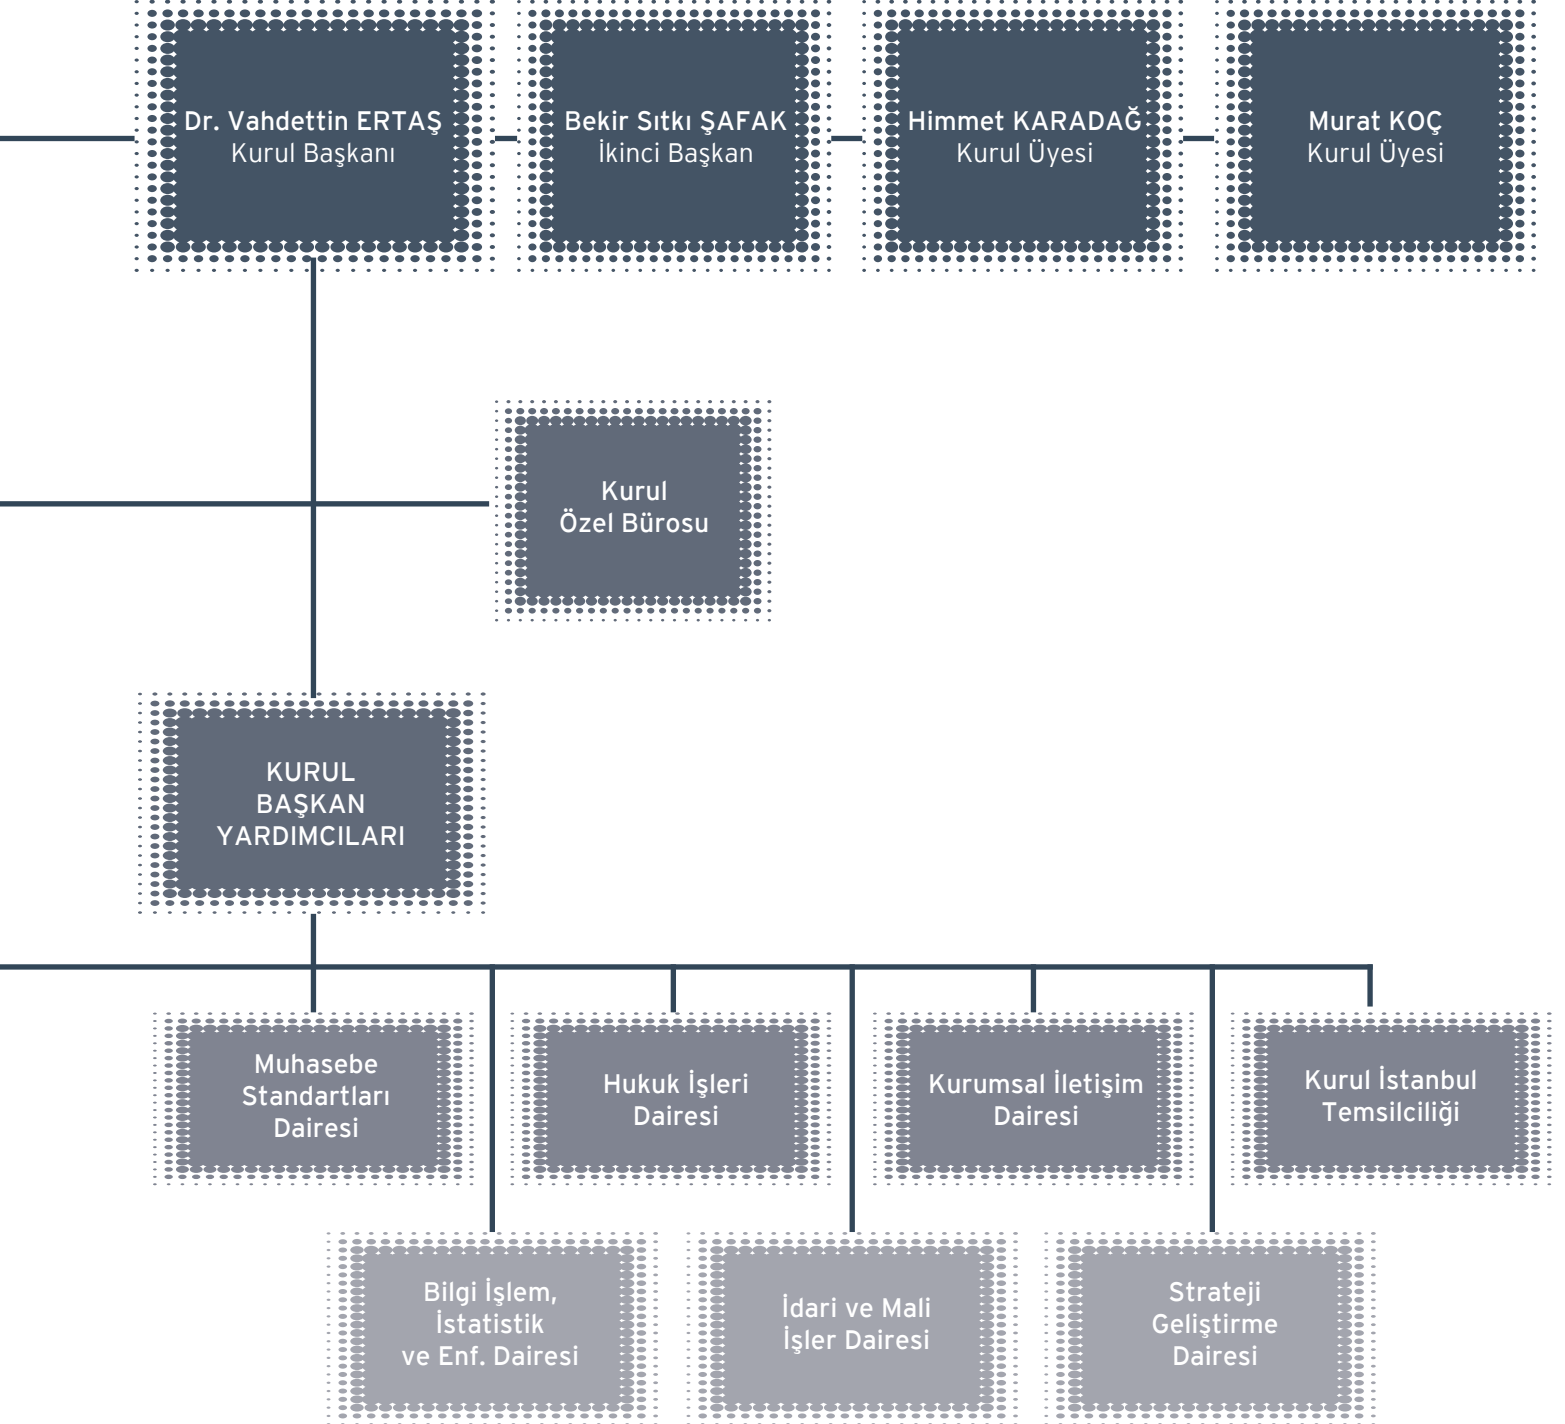 Dr. Vahdettin ERTAŞ
Kurul Başkanı
Bekir Sıtkı ŞAFAK
İkinci Başkan
Himmet KARADAĞ
Kurul Üyesi
Murat KOÇ
Kurul Üyesi
Kurul
Özel Bürosu
KURUL
BAŞKAN
YARDIMCILARI
Muhasebe
Standartları
Dairesi
Hukuk İşleri
Dairesi
Kurumsal İletişim
Dairesi
Kurul İstanbul
Temsilciliği
Bilgi İşlem,
İstatistik
ve Enf. Dairesi
İdari ve Mali
İşler Dairesi
Strateji
Geliştirme
Dairesi